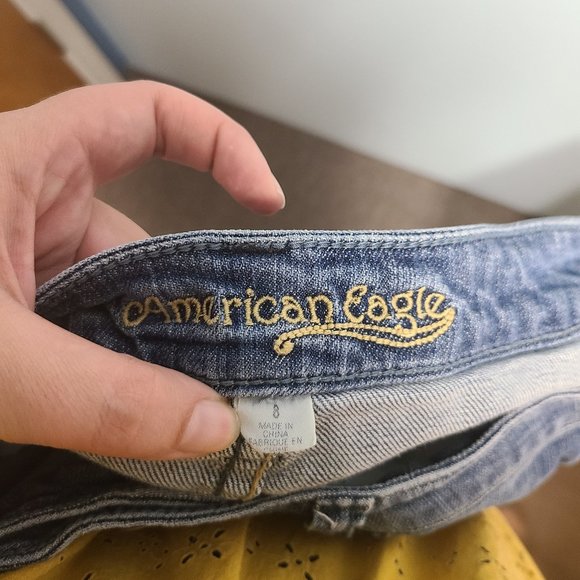 American Eagle
8
MADE IN
CHINA
FABRIQUE EN